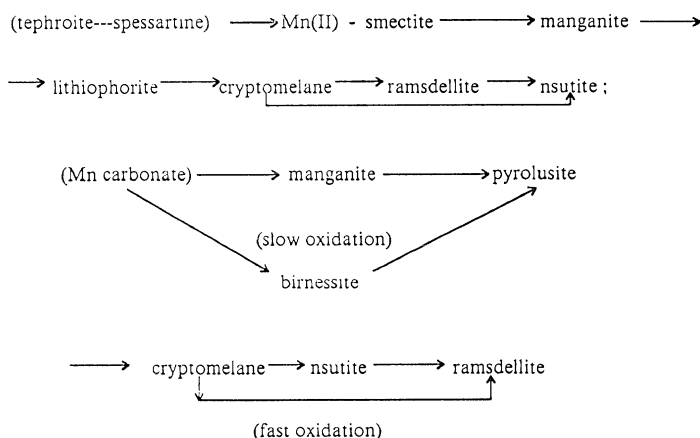 (tephroite---spessartine) Mn(II) - smectite manganite
lithiophorite cryptomelane ramsdellite nsutite ;
(Mn carbonate) manganite pyrolusite
(slow oxidation)
birnessite
cryptomelane nsutite ramsdellite
(fast oxidation)